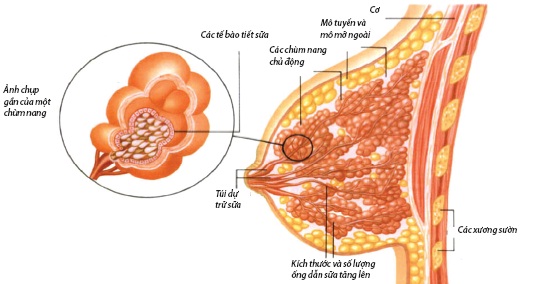 Cơ
Mô tuyến và
mô mỡ ngoài
Các tế bào tiết sữa
Các chùm nang
chủ động
Ảnh chụp
gần của một
chùm nang
Túi dự
trữ sữa
Các xương sườn
Kích thước và số lượng
ống dẫn sữa tăng lên